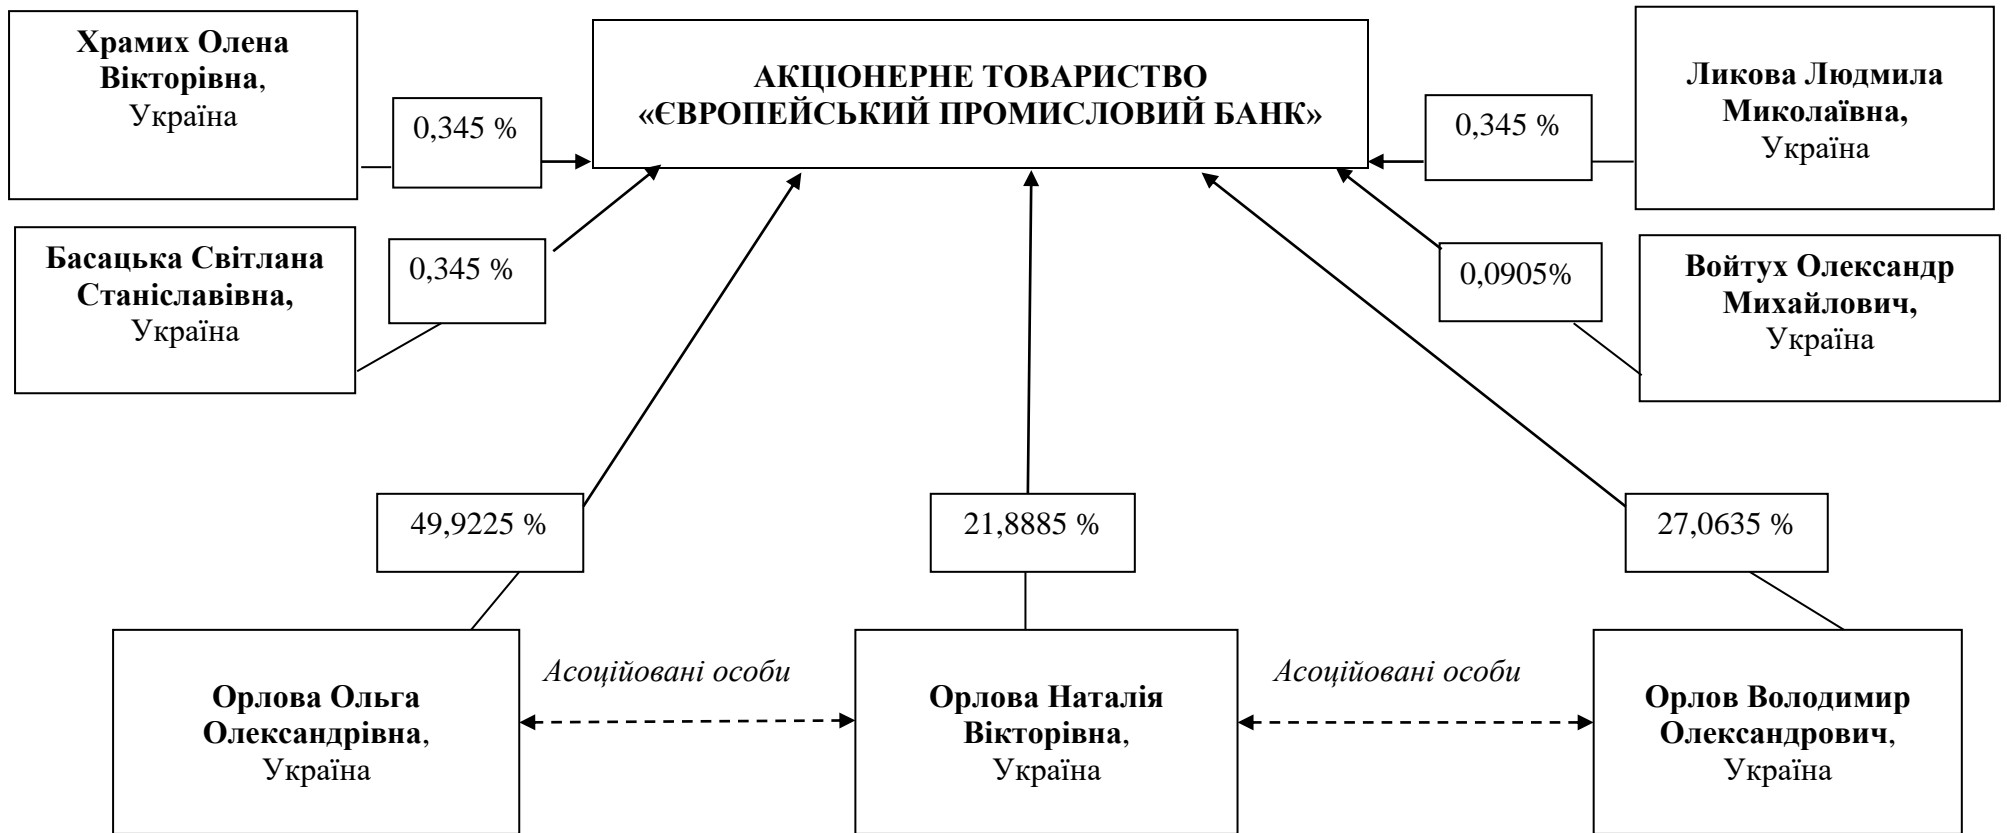 Храмих Олена
Вікторівна,
Україна
0,345 %
АКЦІОНЕРНЕ ТОВАРИСТВО
«ЄВРОПЕЙСЬКИЙ ПРОМИСЛОВИЙ БАНК»
0,345 %
Ликова Людмила
Миколаївна,
Україна
Басацька Світлана
Станіславівна,
Україна
0,345 %
0,0905%
Войтух Олександр
Михайлович,
Україна
49,9225 %
21,8885 %
27,0635 %
Орлова Ольга
Олександрівна,
Україна
Асоційовані особи
Орлова Наталія
Вікторівна,
Україна
Асоційовані особи
Орлов Володимир
Олександрович,
Україна